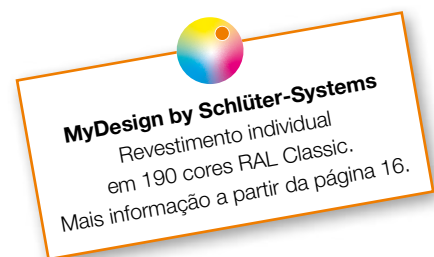 MyDesign by Schlüter-Systems
Revestimento individual
em 190 cores RAL Classic.
Mais informação a partir da página 16.